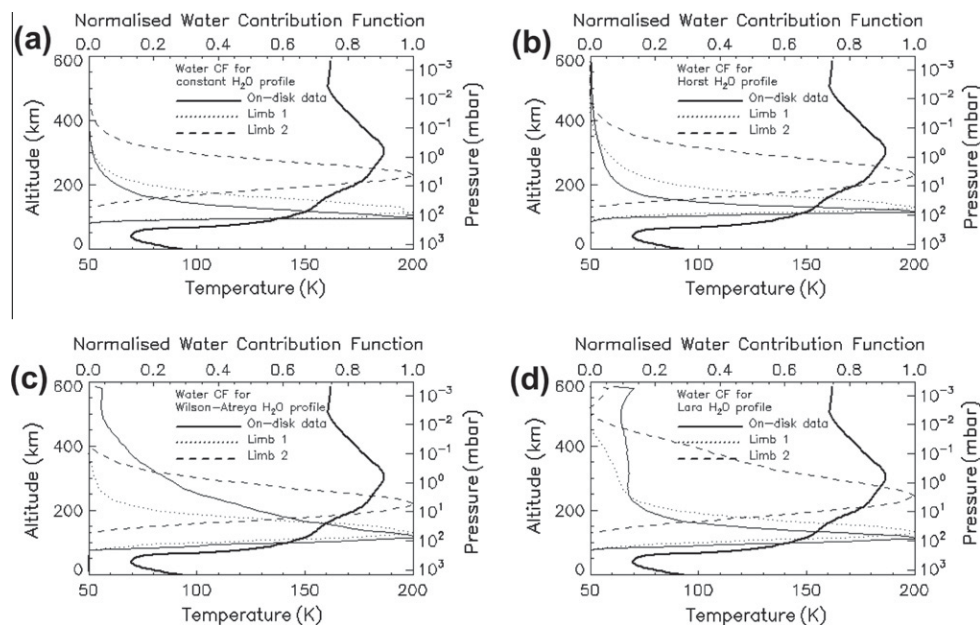 (a)
Normalised Water Contribution Function
0.0 0.2 0.4 0.6 0.8 1.0
600
400
200
0
Altitude (km)
Water CF for
constant H₂O profile
On-disk data
Limb 1
Limb 2
10⁻³
10⁻²
10⁻¹
10⁰
10¹
10²
10³
Pressure (mbar)
50 100 150 200
Temperature (K)
(b)
Normalised Water Contribution Function
0.0 0.2 0.4 0.6 0.8 1.0
600
400
200
0
Altitude (km)
Water CF for
Horst H₂O profile
On-disk data
Limb 1
Limb 2
10⁻³
10⁻²
10⁻¹
10⁰
10¹
10²
10³
Pressure (mbar)
50 100 150 200
Temperature (K)
(c)
Normalised Water Contribution Function
0.0 0.2 0.4 0.6 0.8 1.0
600
400
200
0
Altitude (km)
Water CF for
Wilson-Atreya H₂O profile
On-disk data
Limb 1
Limb 2
10⁻³
10⁻²
10⁻¹
10⁰
10¹
10²
10³
Pressure (mbar)
50 100 150 200
Temperature (K)
(d)
Normalised Water Contribution Function
0.0 0.2 0.4 0.6 0.8 1.0
600
400
200
0
Altitude (km)
Water CF for
Lara H₂O profile
On-disk data
Limb 1
Limb 2
10⁻³
10⁻²
10⁻¹
10⁰
10¹
10²
10³
Pressure (mbar)
50 100 150 200
Temperature (K)